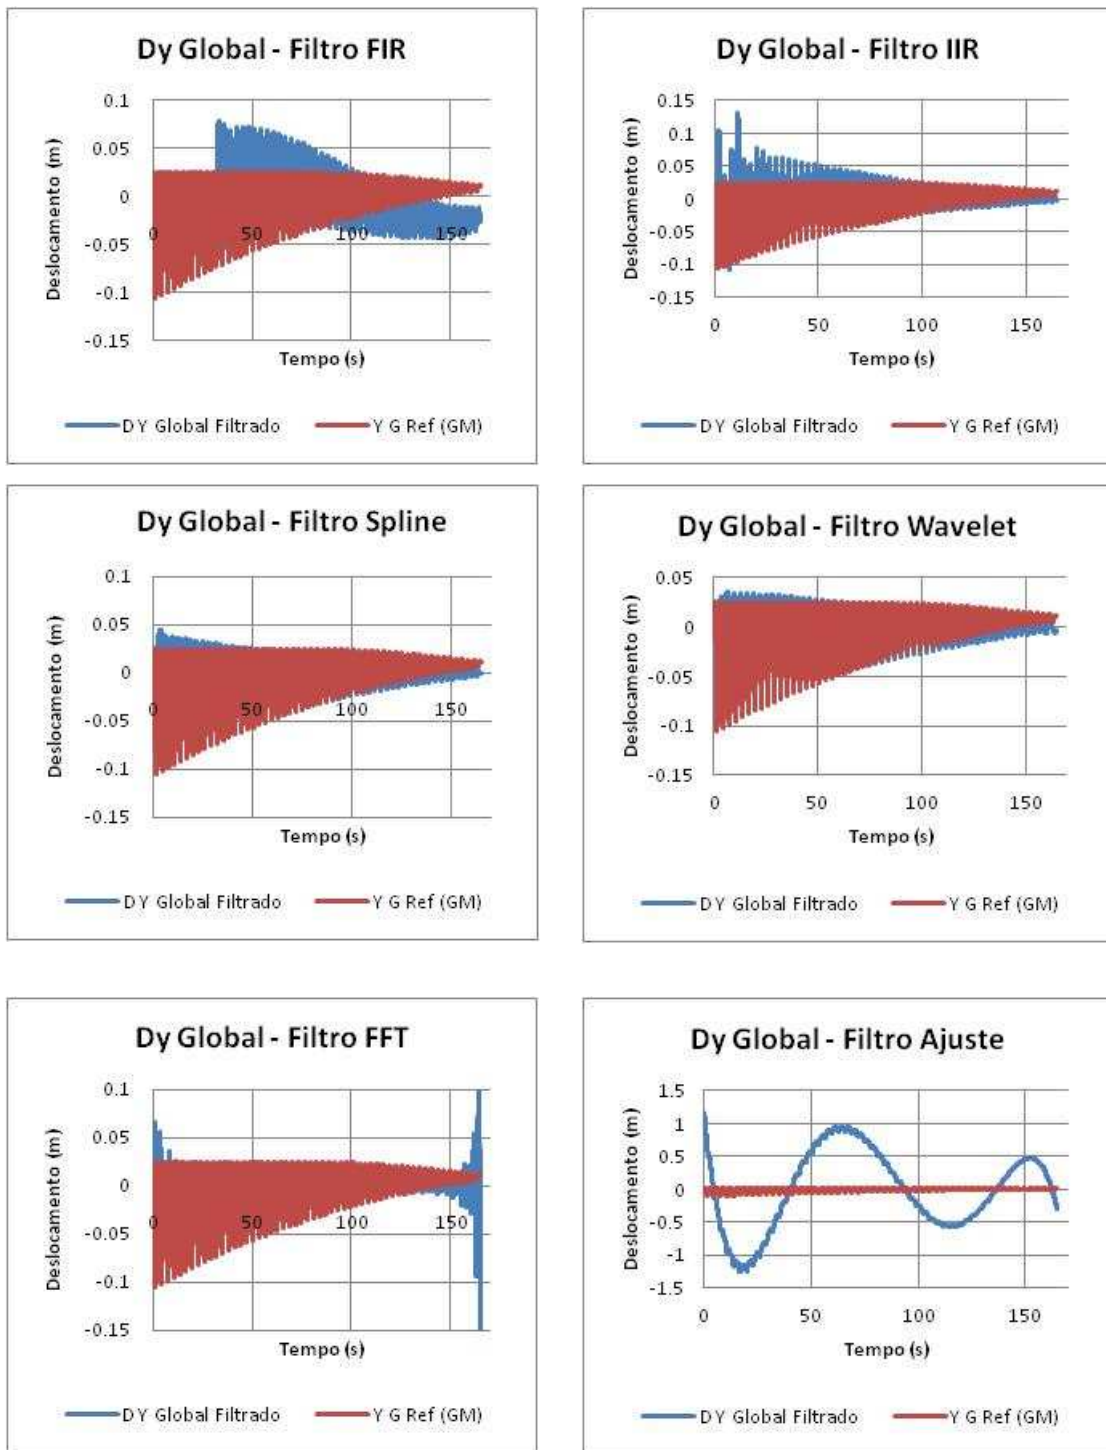 Dy Global - Filtro FIR
Deslocamento (m)
0.1
0.05
0
-0.05
-0.1
-0.15
0 50 100 150
Tempo (s)
DY Global Filtrado Y G Ref (GM)
Dy Global - Filtro IIR
Deslocamento (m)
0.15
0.1
0.05
0
-0.05
-0.1
-0.15
0 50 100 150
Tempo (s)
DY Global Filtrado Y G Ref (GM)
Dy Global - Filtro Spline
Deslocamento (m)
0.1
0.05
0
-0.05
-0.1
-0.15
0 50 100 150
Tempo (s)
DY Global Filtrado Y G Ref (GM)
Dy Global - Filtro Wavelet
Deslocamento (m)
0.05
0
-0.05
-0.1
-0.15
0 50 100 150
Tempo (s)
DY Global Filtrado Y G Ref (GM)
Dy Global - Filtro FFT
Deslocamento (m)
0.1
0.05
0
-0.05
-0.1
-0.15
0 50 100 150
Tempo (s)
DY Global Filtrado Y G Ref (GM)
Dy Global - Filtro Ajuste
Deslocamento (m)
1.5
1
0.5
0
-0.5
-1
-1.5
0 50 100 150
Tempo (s)
DY Global Filtrado Y G Ref (GM)